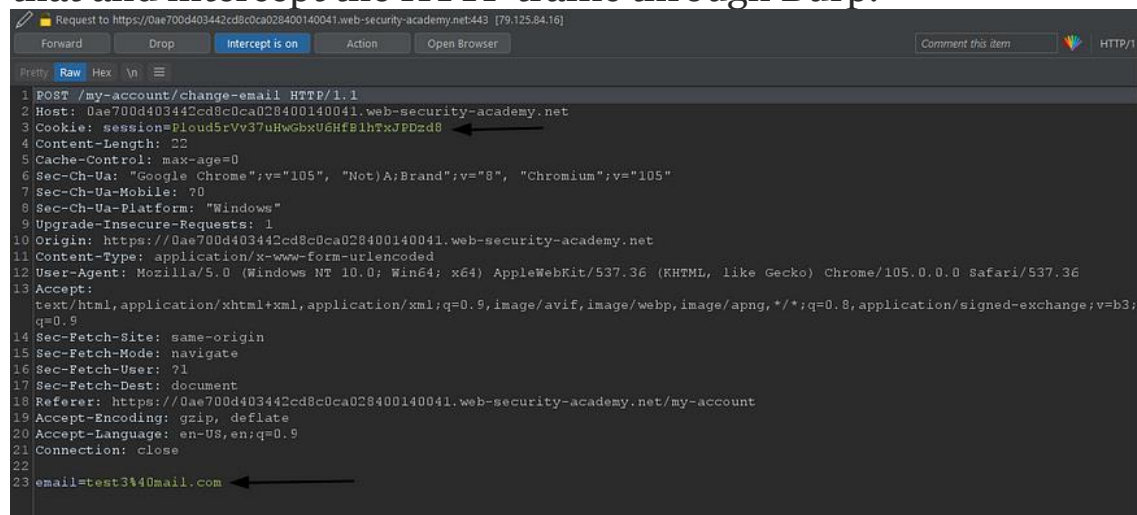 that and intercept the HTTP traffic through Burp.
Request to https://0ae700d403442cd8c0ca028400140041.web-security-academy.net:443 [79.125.84.16]
Forward Drop Intercept is on Action Open Browser Comment this item HTTP/1
Pretty Raw Hex \n
1 POST /my-account/change-email HTTP/1.1
2 Host: 0ae700d403442cd8c0ca028400140041.web-security-academy.net
3 Cookie: session=Ploud5rVv37uHwGbxU6HfB1hTxJPDzd8
4 Content-Length: 22
5 Cache-Control: max-age=0
6 Sec-Ch-Ua: "Google Chrome";v="105", "Not)A;Brand";v="8", "Chromium";v="105"
7 Sec-Ch-Ua-Mobile: ?0
8 Sec-Ch-Ua-Platform: "Windows"
9 Upgrade-Insecure-Requests: 1
10 Origin: https://0ae700d403442cd8c0ca028400140041.web-security-academy.net
11 Content-Type: application/x-www-form-urlencoded
12 User-Agent: Mozilla/5.0 (Windows NT 10.0; Win64; x64) AppleWebKit/537.36 (KHTML, like Gecko) Chrome/105.0.0.0 Safari/537.36
13 Accept:
text/html,application/xhtml+xml,application/xml;q=0.9,image/avif,image/webp,image/apng,*/*;q=0.8,application/signed-exchange;v=b3;
q=0.9
14 Sec-Fetch-Site: same-origin
15 Sec-Fetch-Mode: navigate
16 Sec-Fetch-User: ?1
17 Sec-Fetch-Dest: document
18 Referer: https://0ae700d403442cd8c0ca028400140041.web-security-academy.net/my-account
19 Accept-Encoding: gzip, deflate
20 Accept-Language: en-US,en;q=0.9
21 Connection: close
22
23 email=test3%40mail.com